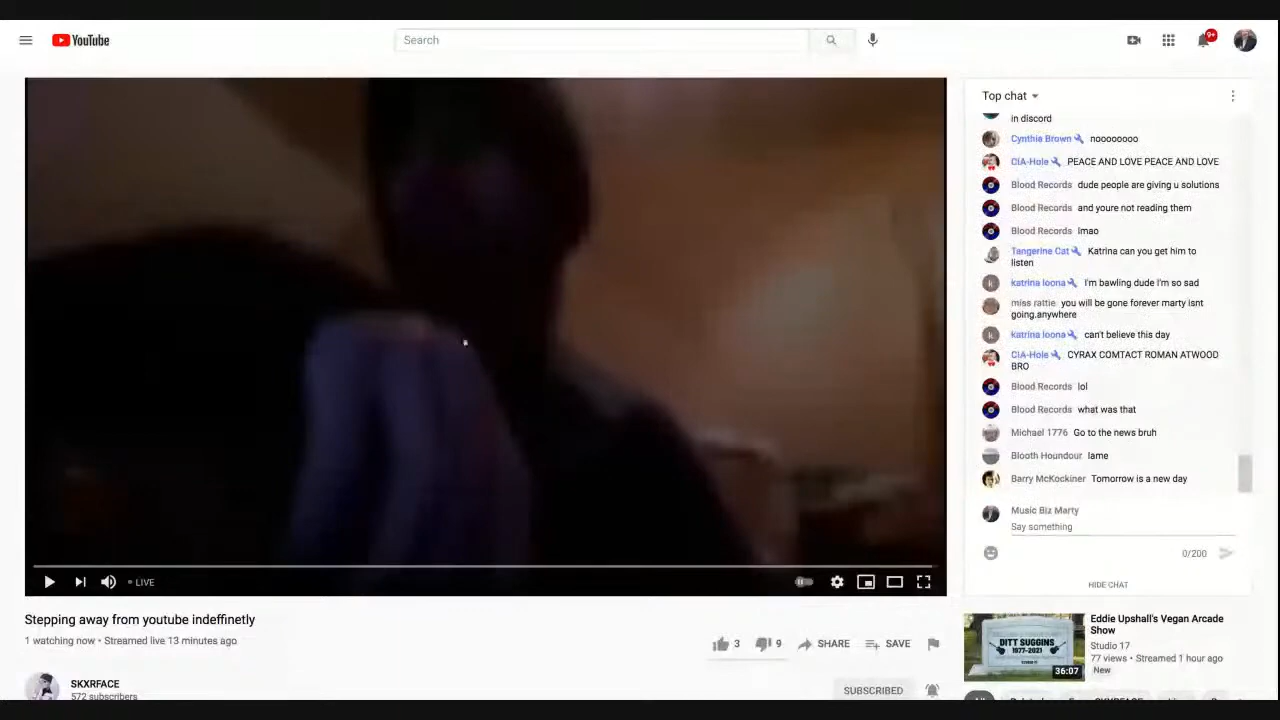 YouTube
Search
9+
Top chat
in discord
Cynthia Brown noooooooo
CIA-Hole PEACE AND LOVE PEACE AND LOVE
Blood Records dude people are giving u solutions
Blood Records and youre not reading them
Blood Records lmao
Tangerine Cat Katrina can you get him to
listen
katrina loona I'm bawling dude I'm so sad
miss rattie you will be gone forever marty isnt
going.anywhere
katrina loona can't believe this day
CIA-Hole CYRAX COMTACT ROMAN ATWOOD
BRO
Blood Records lol
Blood Records what was that
Michael 1776 Go to the news bruh
Blooth Houndour lame
Barry McKockiner Tomorrow is a new day
Music Biz Marty
Say something
0/200
HIDE CHAT
LIVE
Stepping away from youtube indeffinetly
1 watching now • Streamed live 13 minutes ago
3
9
SHARE
SAVE
SKXRFACE
572 subscribers
SUBSCRIBED
DITT SUGGINS
1977-2021
36:07
Eddie Upshall's Vegan Arcade
Show
Studio 17
77 views • Streamed 1 hour ago
New